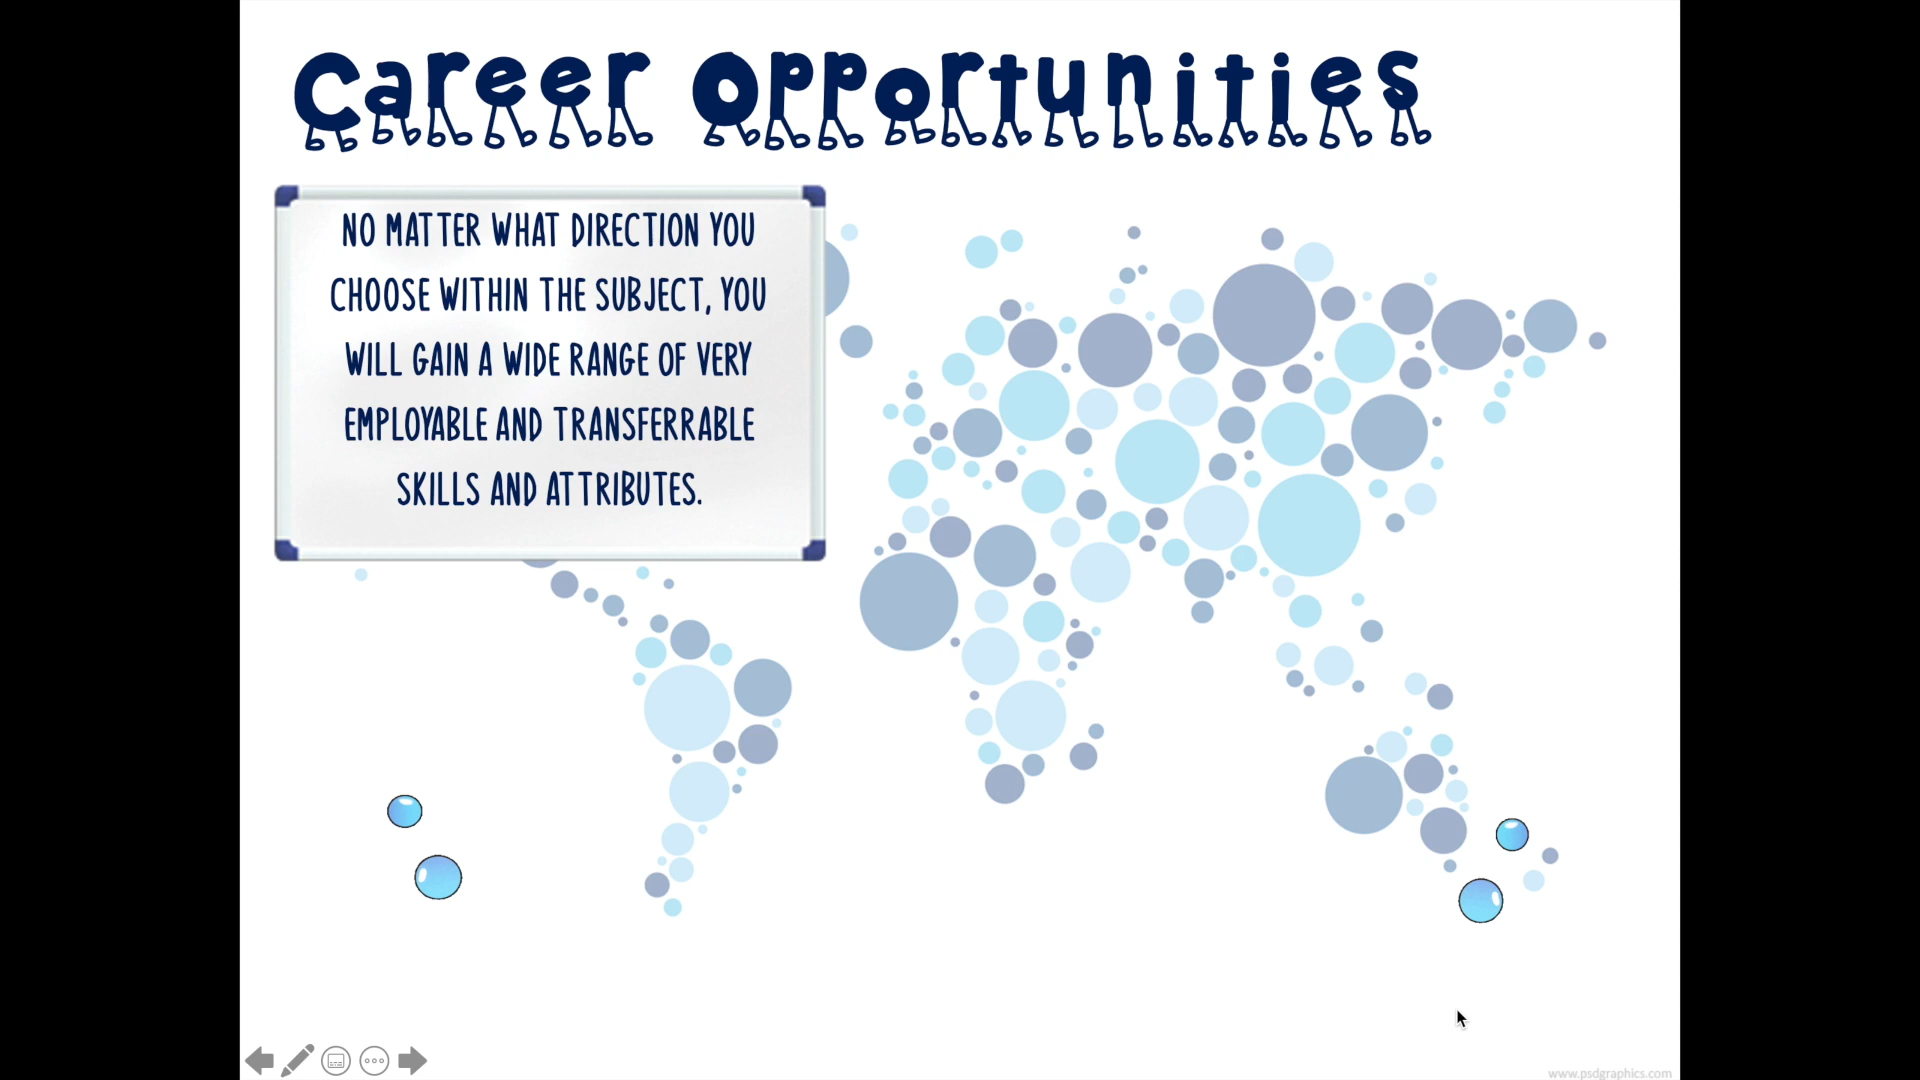 Career Opportunities
NO MATTER WHAT DIRECTION YOU
CHOOSE WITHIN THE SUBJECT, YOU
WILL GAIN A WIDE RANGE OF VERY
EMPLOYABLE AND TRANSFERRABLE
SKILLS AND ATTRIBUTES.
www.psdgraphics.com